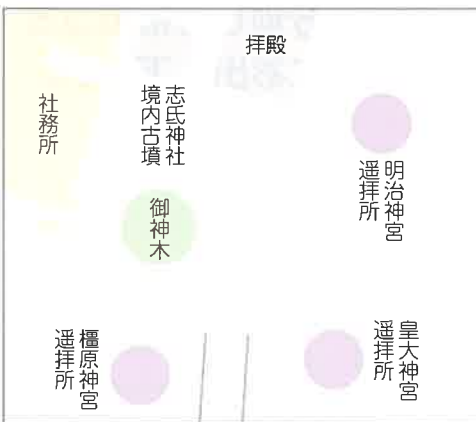 拝殿
社務所
志氐神社
境内古墳
御神木
明治神宮
遥拝所
橿原神宮
遥拝所
皇大神宮
遥拝所